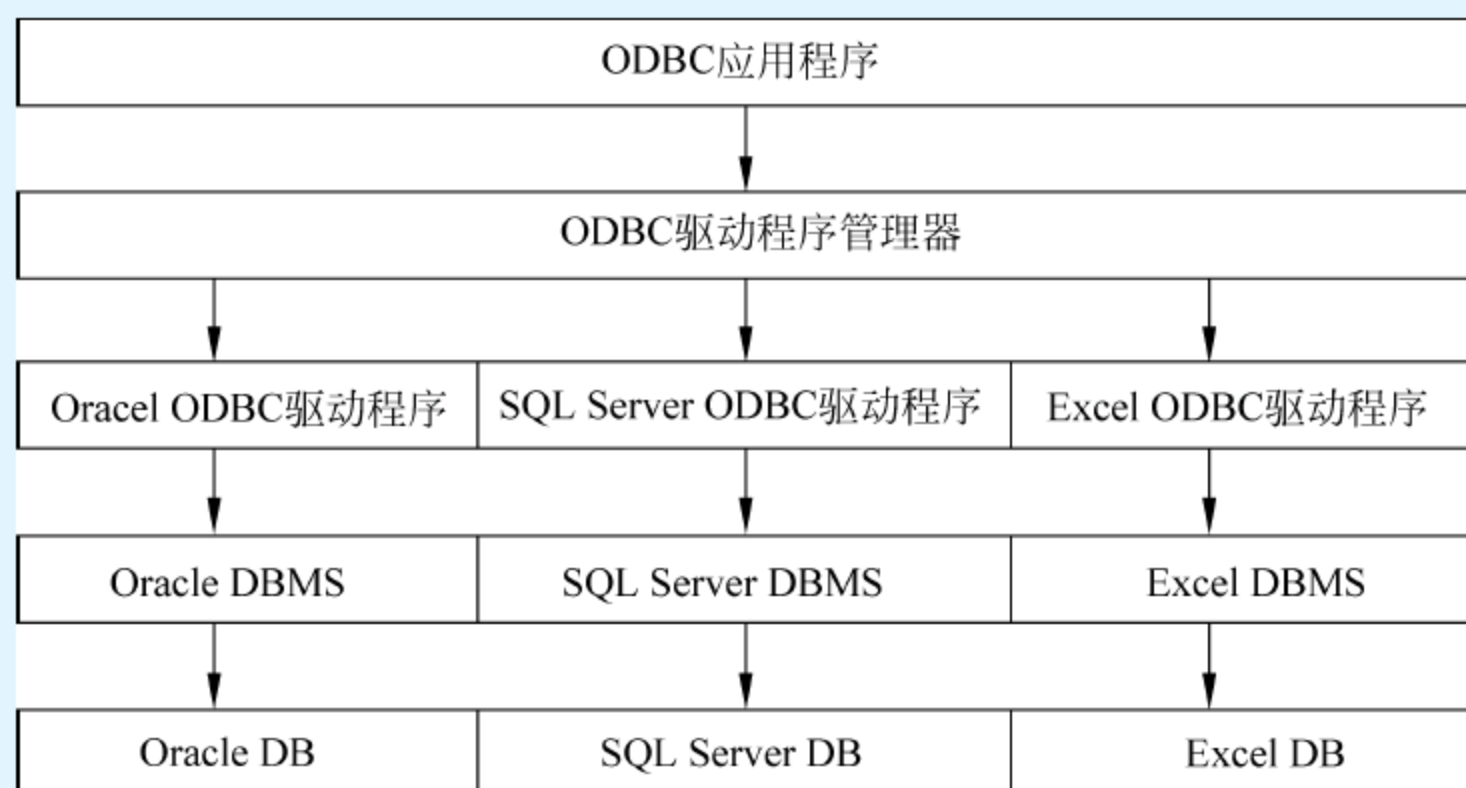 ODBC应用程序
ODBC驱动程序管理器
Oracel ODBC驱动程序
SQL Server ODBC驱动程序
Excel ODBC驱动程序
Oracle DBMS
SQL Server DBMS
Excel DBMS
Oracle DB
SQL Server DB
Excel DB